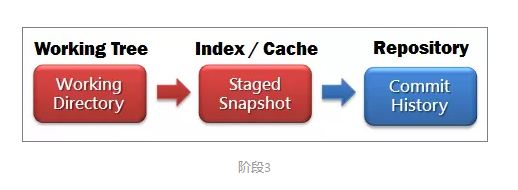 Working Tree
Index / Cache
Repository
Working
Directory
Staged
Snapshot
Commit
History
阶段3